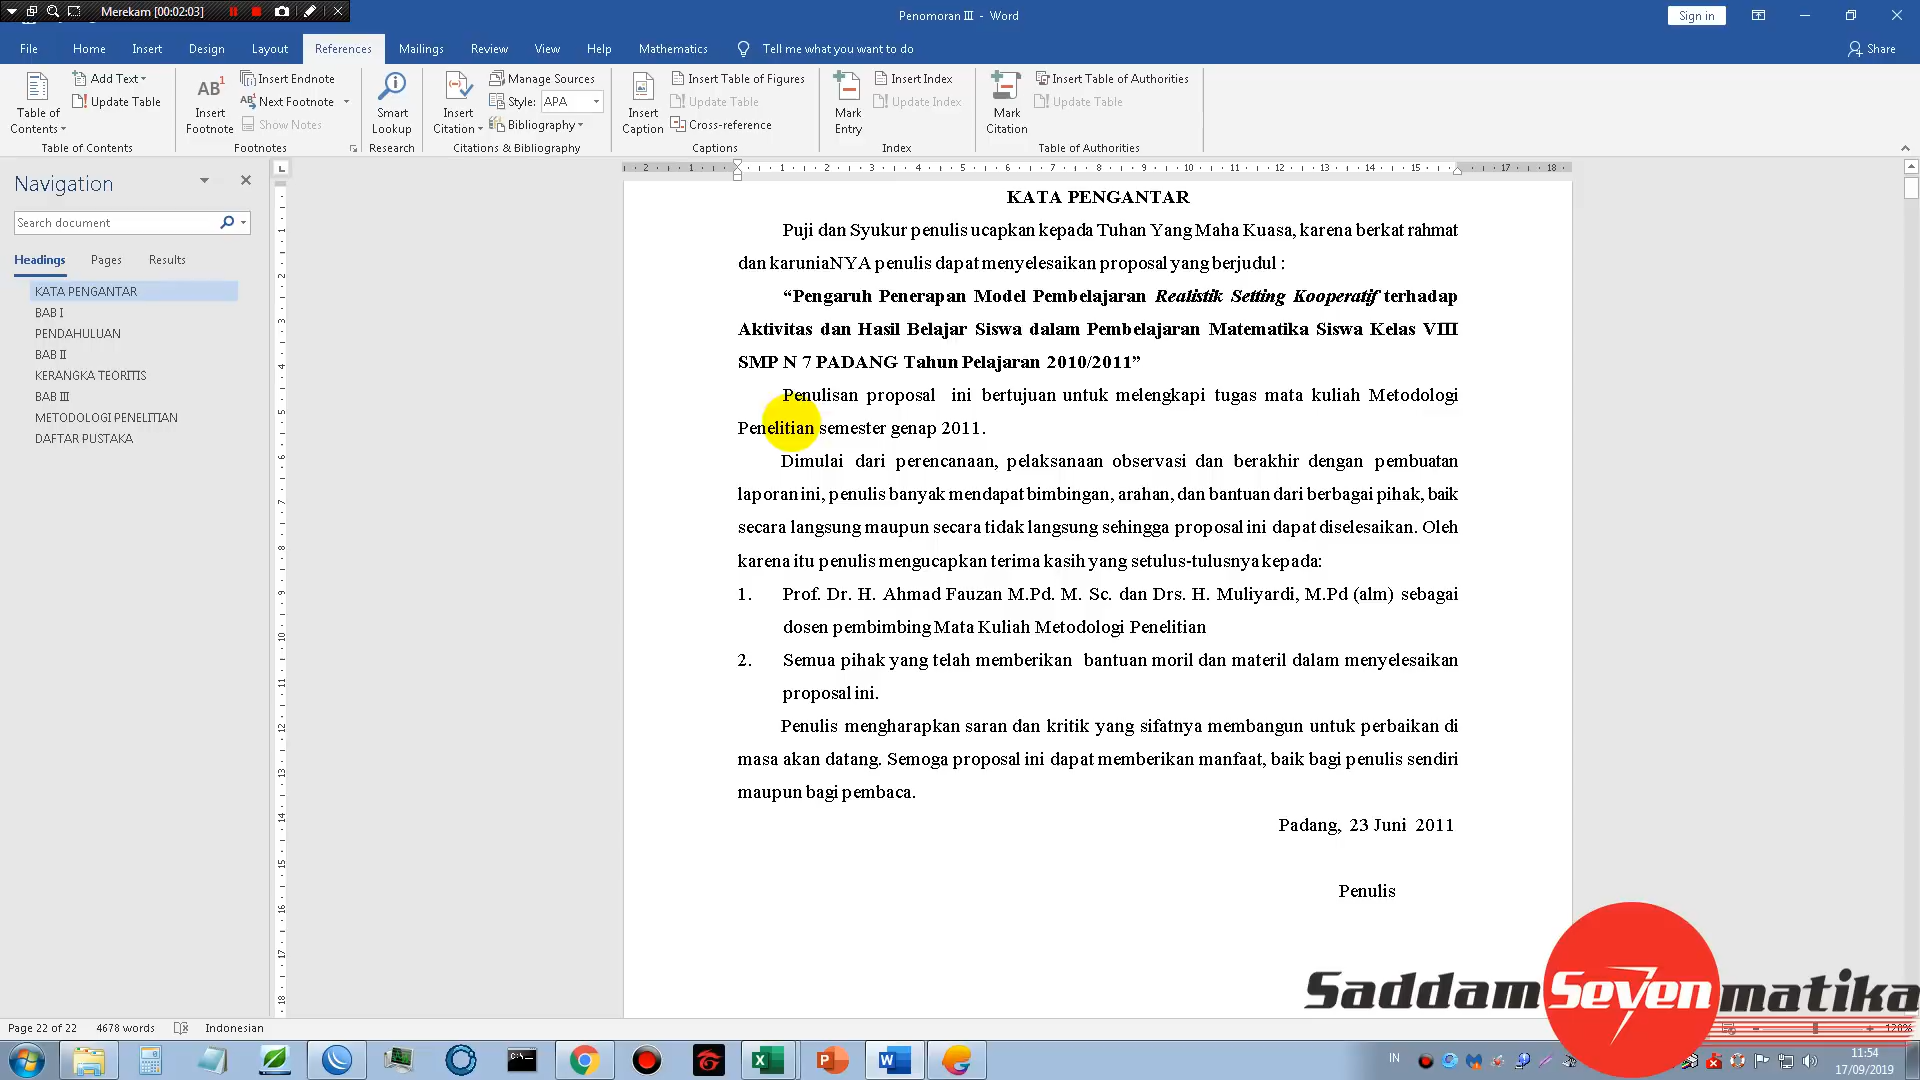 Merekam [00:02:03]
Penomoran III - Word
Sign in
File Home Insert Design Layout References Mailings Review View Help Mathematics Tell me what you want to do Share
Table of Contents
Add Text
Update Table
Table of Contents
AB1
Insert Footnote
Insert Endnote
Next Footnote
Show Notes
Footnotes
Smart Lookup
Research
Insert Citation
Manage Sources
Style: APA
Bibliography
Citations & Bibliography
Insert Caption
Insert Table of Figures
Update Table
Cross-reference
Captions
Mark Entry
Insert Index
Update Index
Index
Mark Citation
Insert Table of Authorities
Update Table
Table of Authorities
Navigation
Search document
Headings Pages Results
KATA PENGANTAR
BAB I
PENDAHULUAN
BAB II
KERANGKA TEORITIS
BAB III
METODOLOGI PENELITIAN
DAFTAR PUSTAKA
KATA PENGANTAR
Puji dan Syukur penulis ucapkan kepada Tuhan Yang Maha Kuasa, karena berkat rahmat
dan karuniaNYA penulis dapat menyelesaikan proposal yang berjudul :
“Pengaruh Penerapan Model Pembelajaran Realistik Setting Kooperatif terhadap
Aktivitas dan Hasil Belajar Siswa dalam Pembelajaran Matematika Siswa Kelas VIII
SMP N 7 PADANG Tahun Pelajaran 2010/2011”
Penulisan proposal ini bertujuan untuk melengkapi tugas mata kuliah Metodologi
Penelitian semester genap 2011.
Dimulai dari perencanaan, pelaksanaan observasi dan berakhir dengan pembuatan
laporan ini, penulis banyak mendapat bimbingan, arahan, dan bantuan dari berbagai pihak, baik
secara langsung maupun secara tidak langsung sehingga proposal ini dapat diselesaikan. Oleh
karena itu penulis mengucapkan terima kasih yang setulus-tulusnya kepada:
1. Prof. Dr. H. Ahmad Fauzan M.Pd. M. Sc. dan Drs. H. Muliyardi, M.Pd (alm) sebagai
dosen pembimbing Mata Kuliah Metodologi Penelitian
2. Semua pihak yang telah memberikan bantuan moril dan materil dalam menyelesaikan
proposal ini.
Penulis mengharapkan saran dan kritik yang sifatnya membangun untuk perbaikan di
masa akan datang. Semoga proposal ini dapat memberikan manfaat, baik bagi penulis sendiri
maupun bagi pembaca.
Padang, 23 Juni 2011
Penulis
SaddamSevenmatika
Page 22 of 22 4678 words Indonesian 120%
IN
11:54
17/09/2019